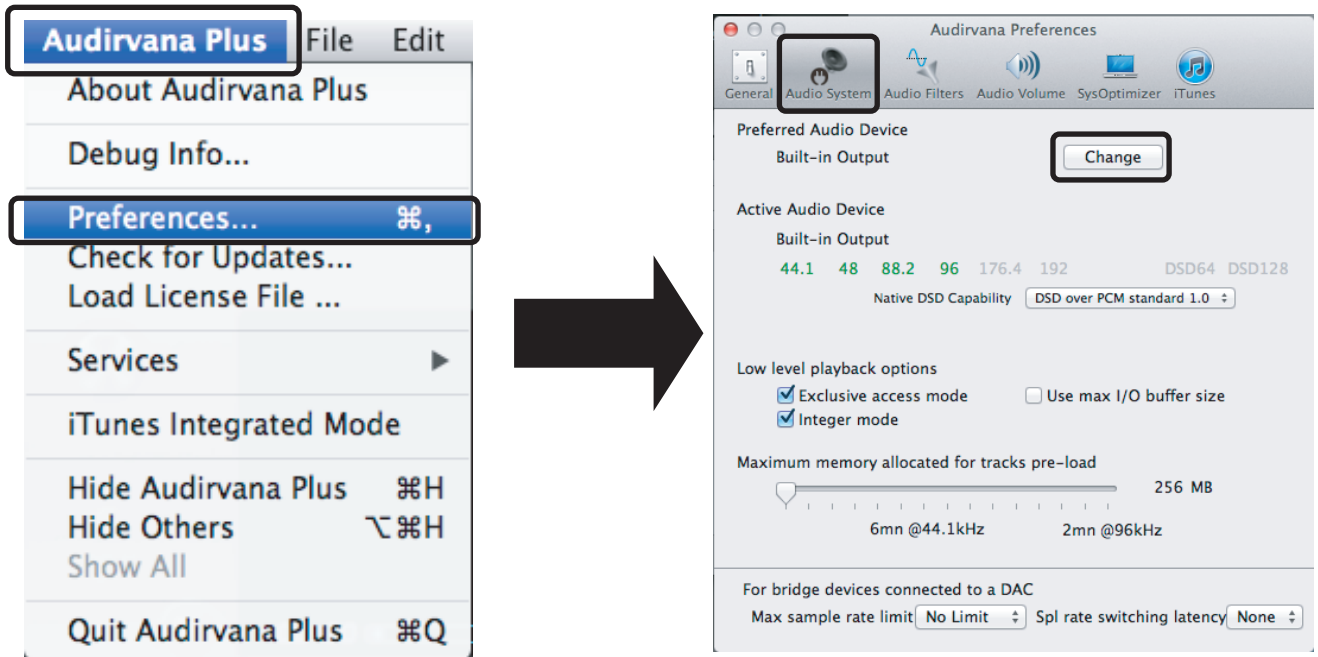 Audirvana Plus File Edit
About Audirvana Plus
Debug Info...
Preferences... ⌘,
Check for Updates...
Load License File ...
Services ▶
iTunes Integrated Mode
Hide Audirvana Plus ⌘H
Hide Others ⌥⌘H
Show All
Quit Audirvana Plus ⌘Q
Audirvana Preferences
General Audio System Audio Filters Audio Volume SysOptimizer iTunes
Preferred Audio Device
Built-in Output Change
Active Audio Device
Built-in Output
44.1 48 88.2 96 176.4 192 DSD64 DSD128
Native DSD Capability DSD over PCM standard 1.0
Low level playback options
Exclusive access mode Use max I/O buffer size
Integer mode
Maximum memory allocated for tracks pre-load
256 MB
6mn @44.1kHz 2mn @96kHz
For bridge devices connected to a DAC
Max sample rate limit No Limit Spl rate switching latency None